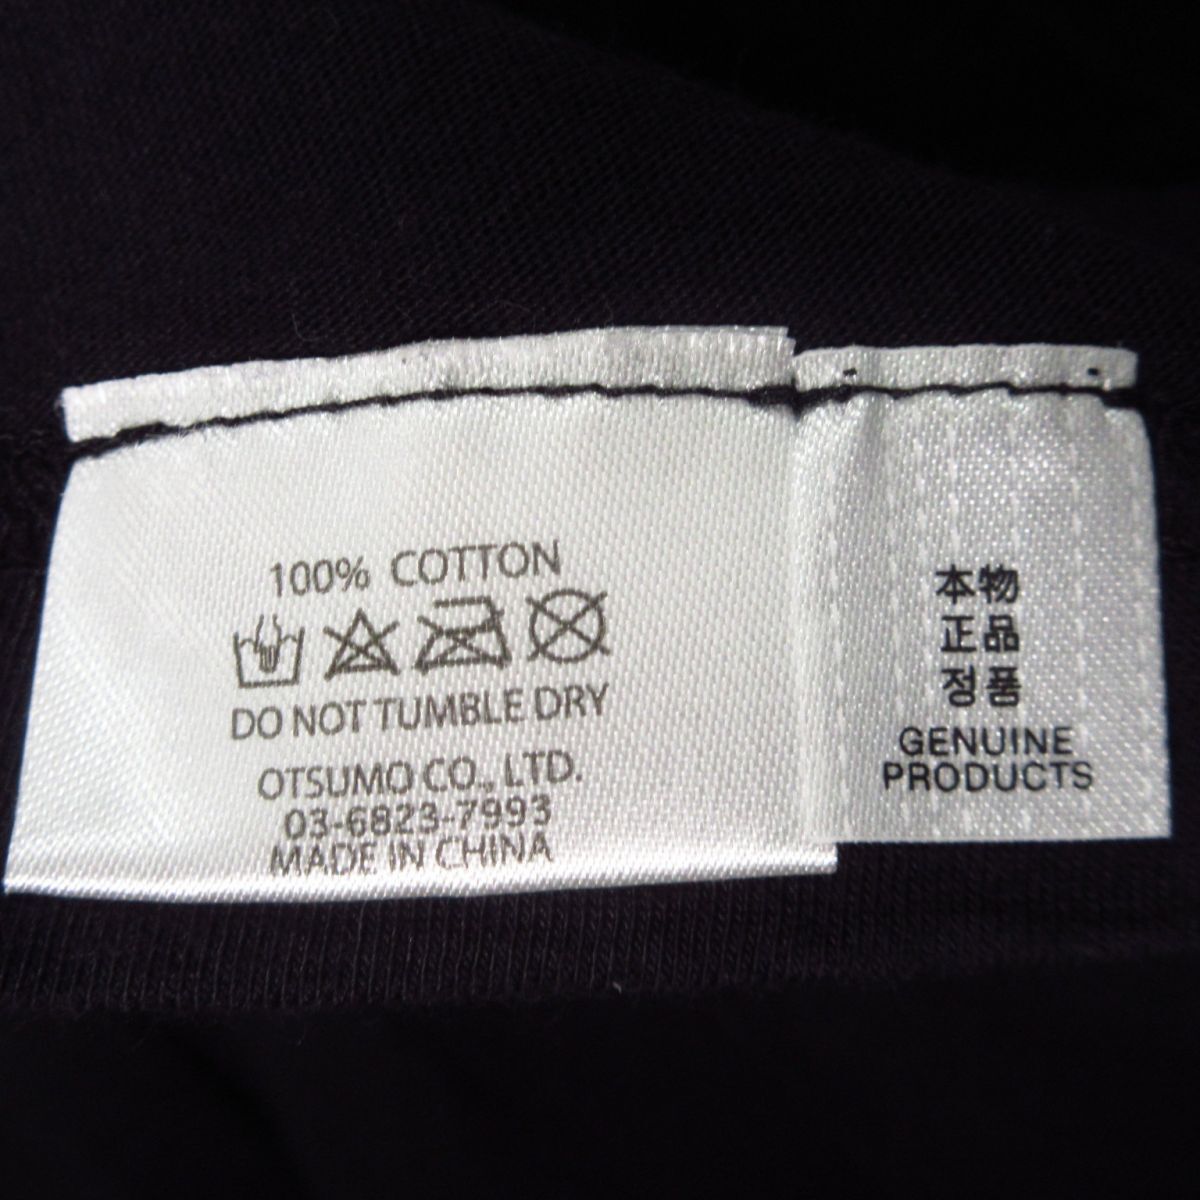 100% COTTON
DO NOT TUMBLE DRY
OTSUMO CO., LTD.
03-6823-7993
MADE IN CHINA
本物
正品
정품
GENUINE
PRODUCTS